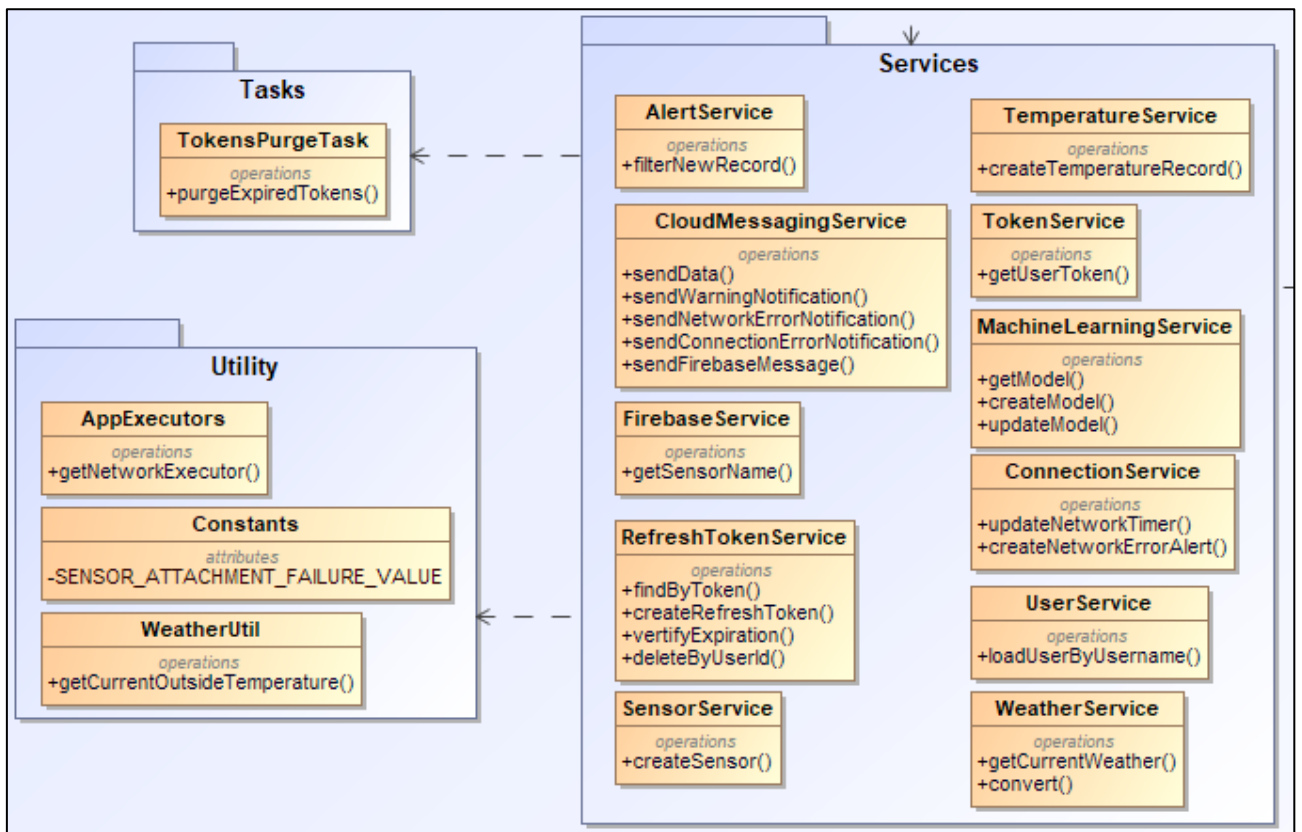 Tasks
TokensPurgeTask
operations
+purgeExpiredTokens()
Utility
AppExecutors
operations
+getNetworkExecutor()
Constants
attributes
-SENSOR_ATTACHMENT_FAILURE_VALUE
WeatherUtil
operations
+getCurrentOutsideTemperature()
Services
AlertService
operations
+filterNewRecord()
CloudMessagingService
operations
+sendData()
+sendWarningNotification()
+sendNetworkErrorNotification()
+sendConnectionErrorNotification()
+sendFirebaseMessage()
FirebaseService
operations
+getSensorName()
RefreshTokenService
operations
+findByToken()
+createRefreshToken()
+vertifyExpiration()
+deleteByUserId()
SensorService
operations
+createSensor()
TemperatureService
operations
+createTemperatureRecord()
TokenService
operations
+getUserToken()
MachineLearningService
operations
+getModel()
+createModel()
+updateModel()
ConnectionService
operations
+updateNetworkTimer()
+createNetworkErrorAlert()
UserService
operations
+loadUserByUsername()
WeatherService
operations
+getCurrentWeather()
+convert()